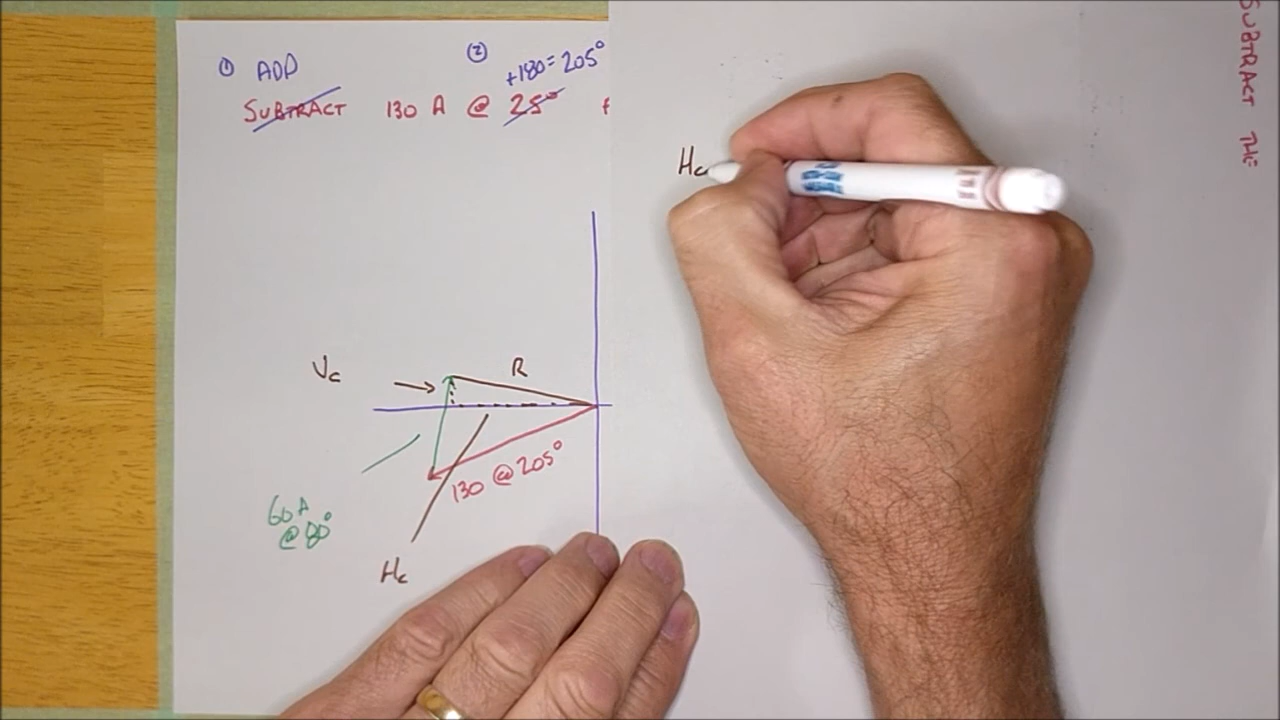 ① ADD
②
+180=205°
SUBTRACT 130 A @ 25°
Hc
SUBTRACT THE
Vc
R
130 @ 205°
60 A
@ 80°
Hc